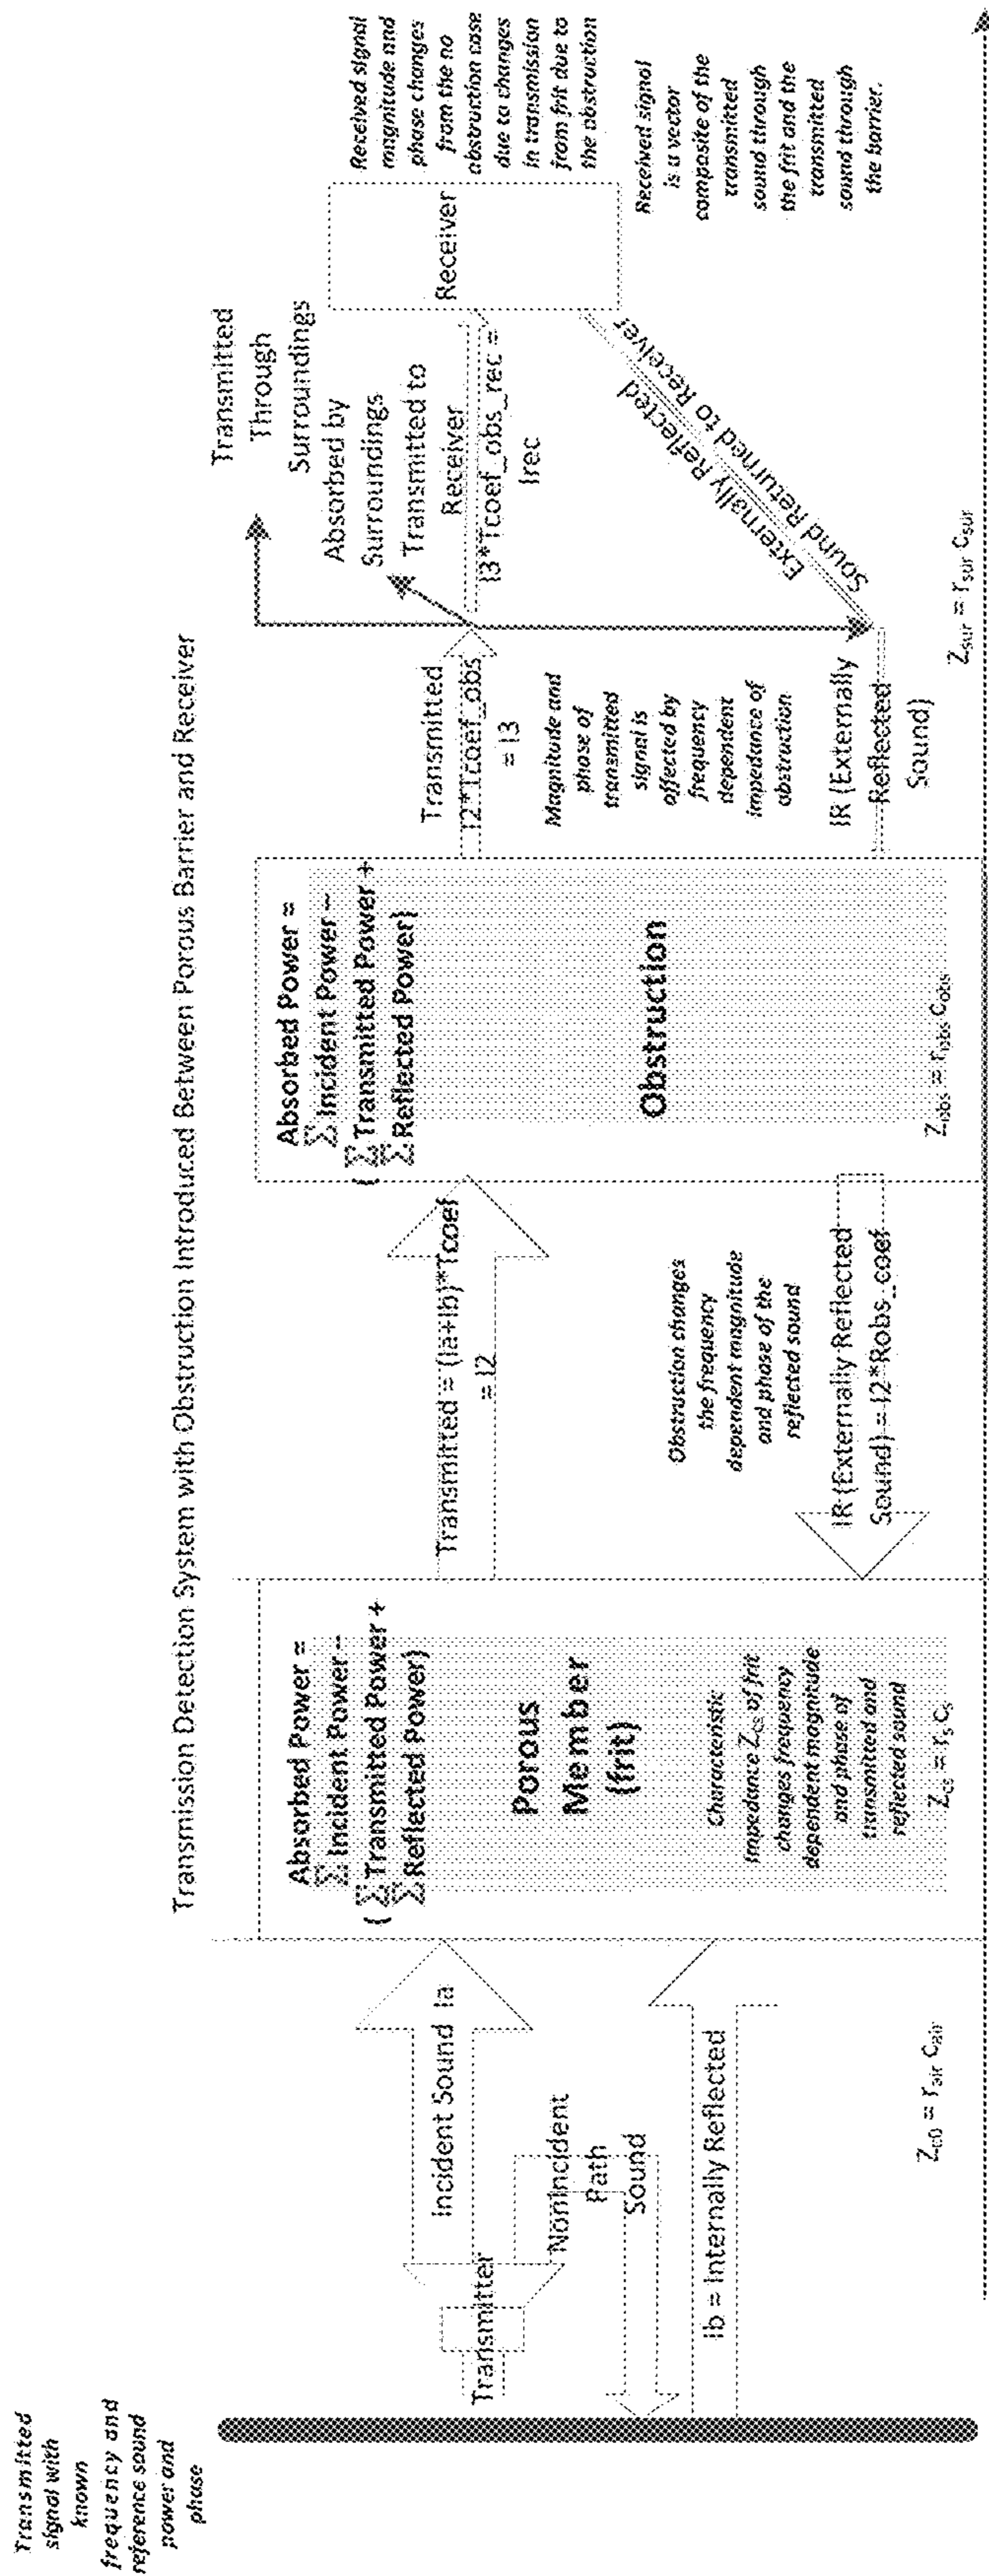 Transmission Detection System with Obstruction Introduced Between Porous Barrier and Receiver
Transmitted
signal with
known
frequency and
reference sound
power and
phase
Transmitter
Incident Sound Ia
NonIncident
Path
Sound
Ib = Internally Reflected
Zc0 = rair cair
Absorbed Power =
∑ Incident Power –
( ∑ Transmitted Power +
∑ Reflected Power)
Porous
Member
(frit)
Characteristic
Impedance Zcs of frit
changes frequency
dependent magnitude
and phase of
transmitted and
reflected sound
Zcs = rs cs
Transmitted = (Ia+Ib)*Tcoef
= I2
Obstruction changes
the frequency
dependent magnitude
and phase of the
reflected sound
IR (Externally Reflected
Sound) = I2*Robs_coef
Absorbed Power =
∑ Incident Power –
( ∑ Transmitted Power +
∑ Reflected Power)
Obstruction
Zobs = robs cobs
Transmitted
I2*Tcoef_obs
= I3
Magnitude and
phase of
transmitted
signal is
affected by
frequency
dependent
impedance of
obstruction
IR (Externally
Reflected
Sound)
Transmitted
Through
Surroundings
Absorbed by
Surroundings
Transmitted to
Receiver
I3*Tcoef_obs_rec =
Irec
Externally Reflected
Sound Returned to Receiver
Zsur = rsur csur
Receiver
Received signal
magnitude and
phase changes
from the no
obstruction case
due to changes
in transmission
from frit due to
the obstruction
Received signal
is a vector
composite of the
transmitted
sound through
the frit and the
transmitted
sound through
the barrier.